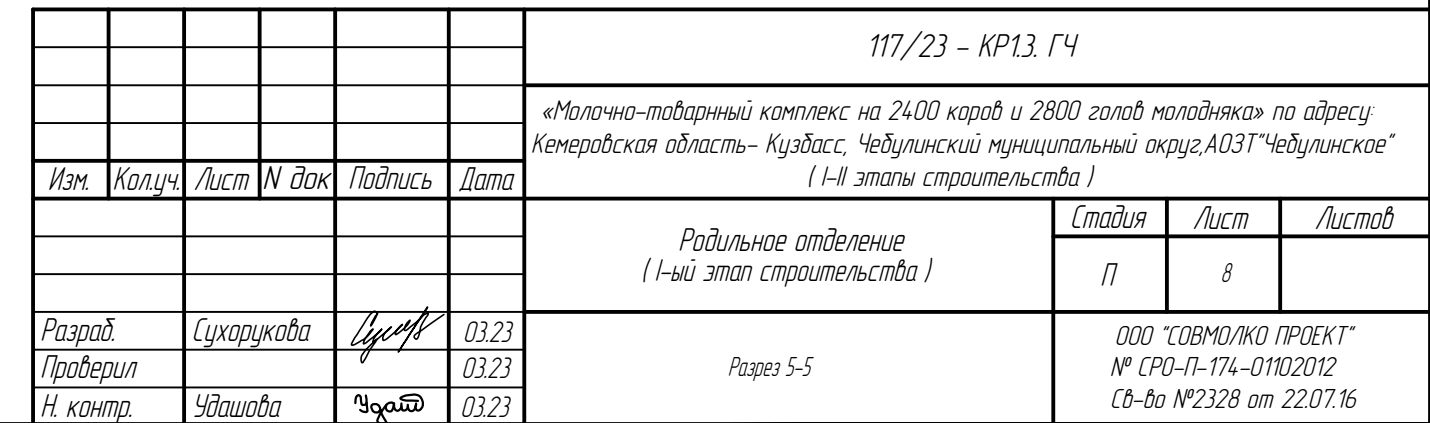 117/23 - КР1.3. ГЧ
«Молочно-товарнный комплекс на 2400 коров и 2800 голов молодняка» по адресу:
Кемеровская область- Кузбасс, Чебулинский муниципальный округ,АОЗТ"Чебулинское"
( I-II этапы строительства )
Изм. Кол.уч. Лист N док Подпись Дата
Родильное отделение
( I-ый этап строительства )
Стадия Лист Листов
П 8
Разраб. Сухорукова 03.23
Проверил 03.23
Н. контр. Удашова Удаш 03.23
Разрез 5-5
ООО "СОВМОЛКО ПРОЕКТ"
№ СРО-П-174-01102012
Св-во №2328 от 22.07.16